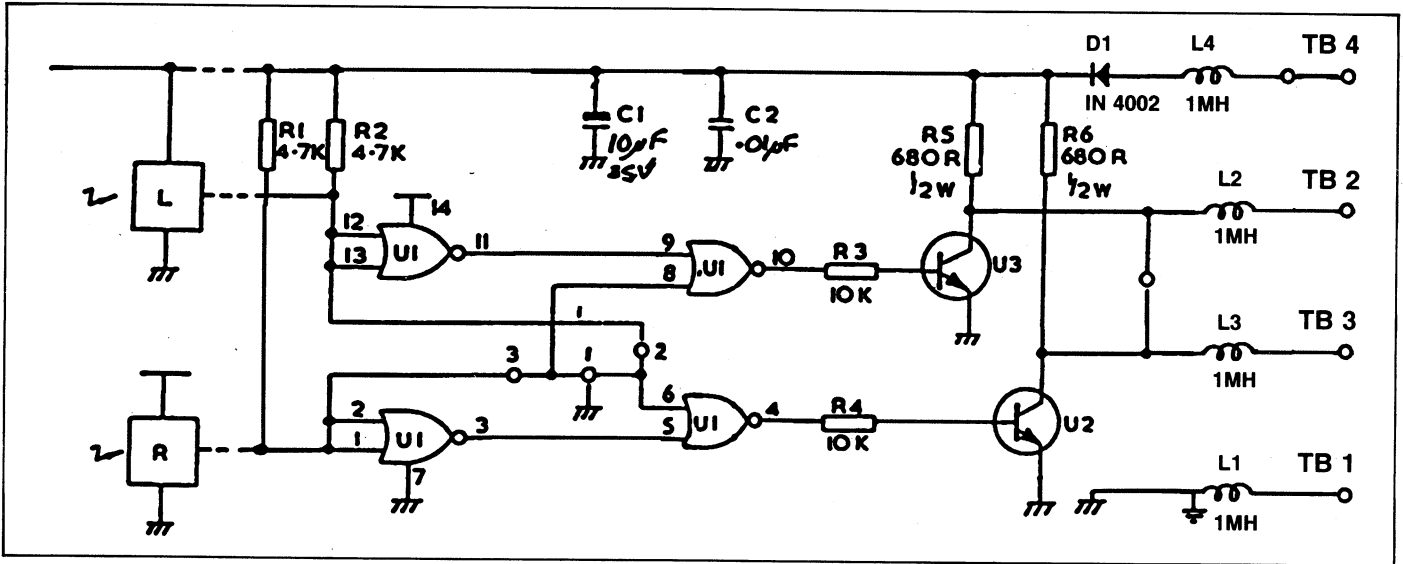 D1 L4 TB 4
IN 4002 1MH
R1 R2 C1 C2 R5 R6
4.7K 4.7K 10µF .01µF 680R 680R
35V 1/2W 1/2W
L
14
L2 TB 2
1MH
12 11 9 10 R3
13 U1 8 .U1 10K U3
1
3 1 2
L3 TB 3
1MH
2 3 6 4 R4
1 U1 5 U1 10K U2
R
7
L1 TB 1
1MH